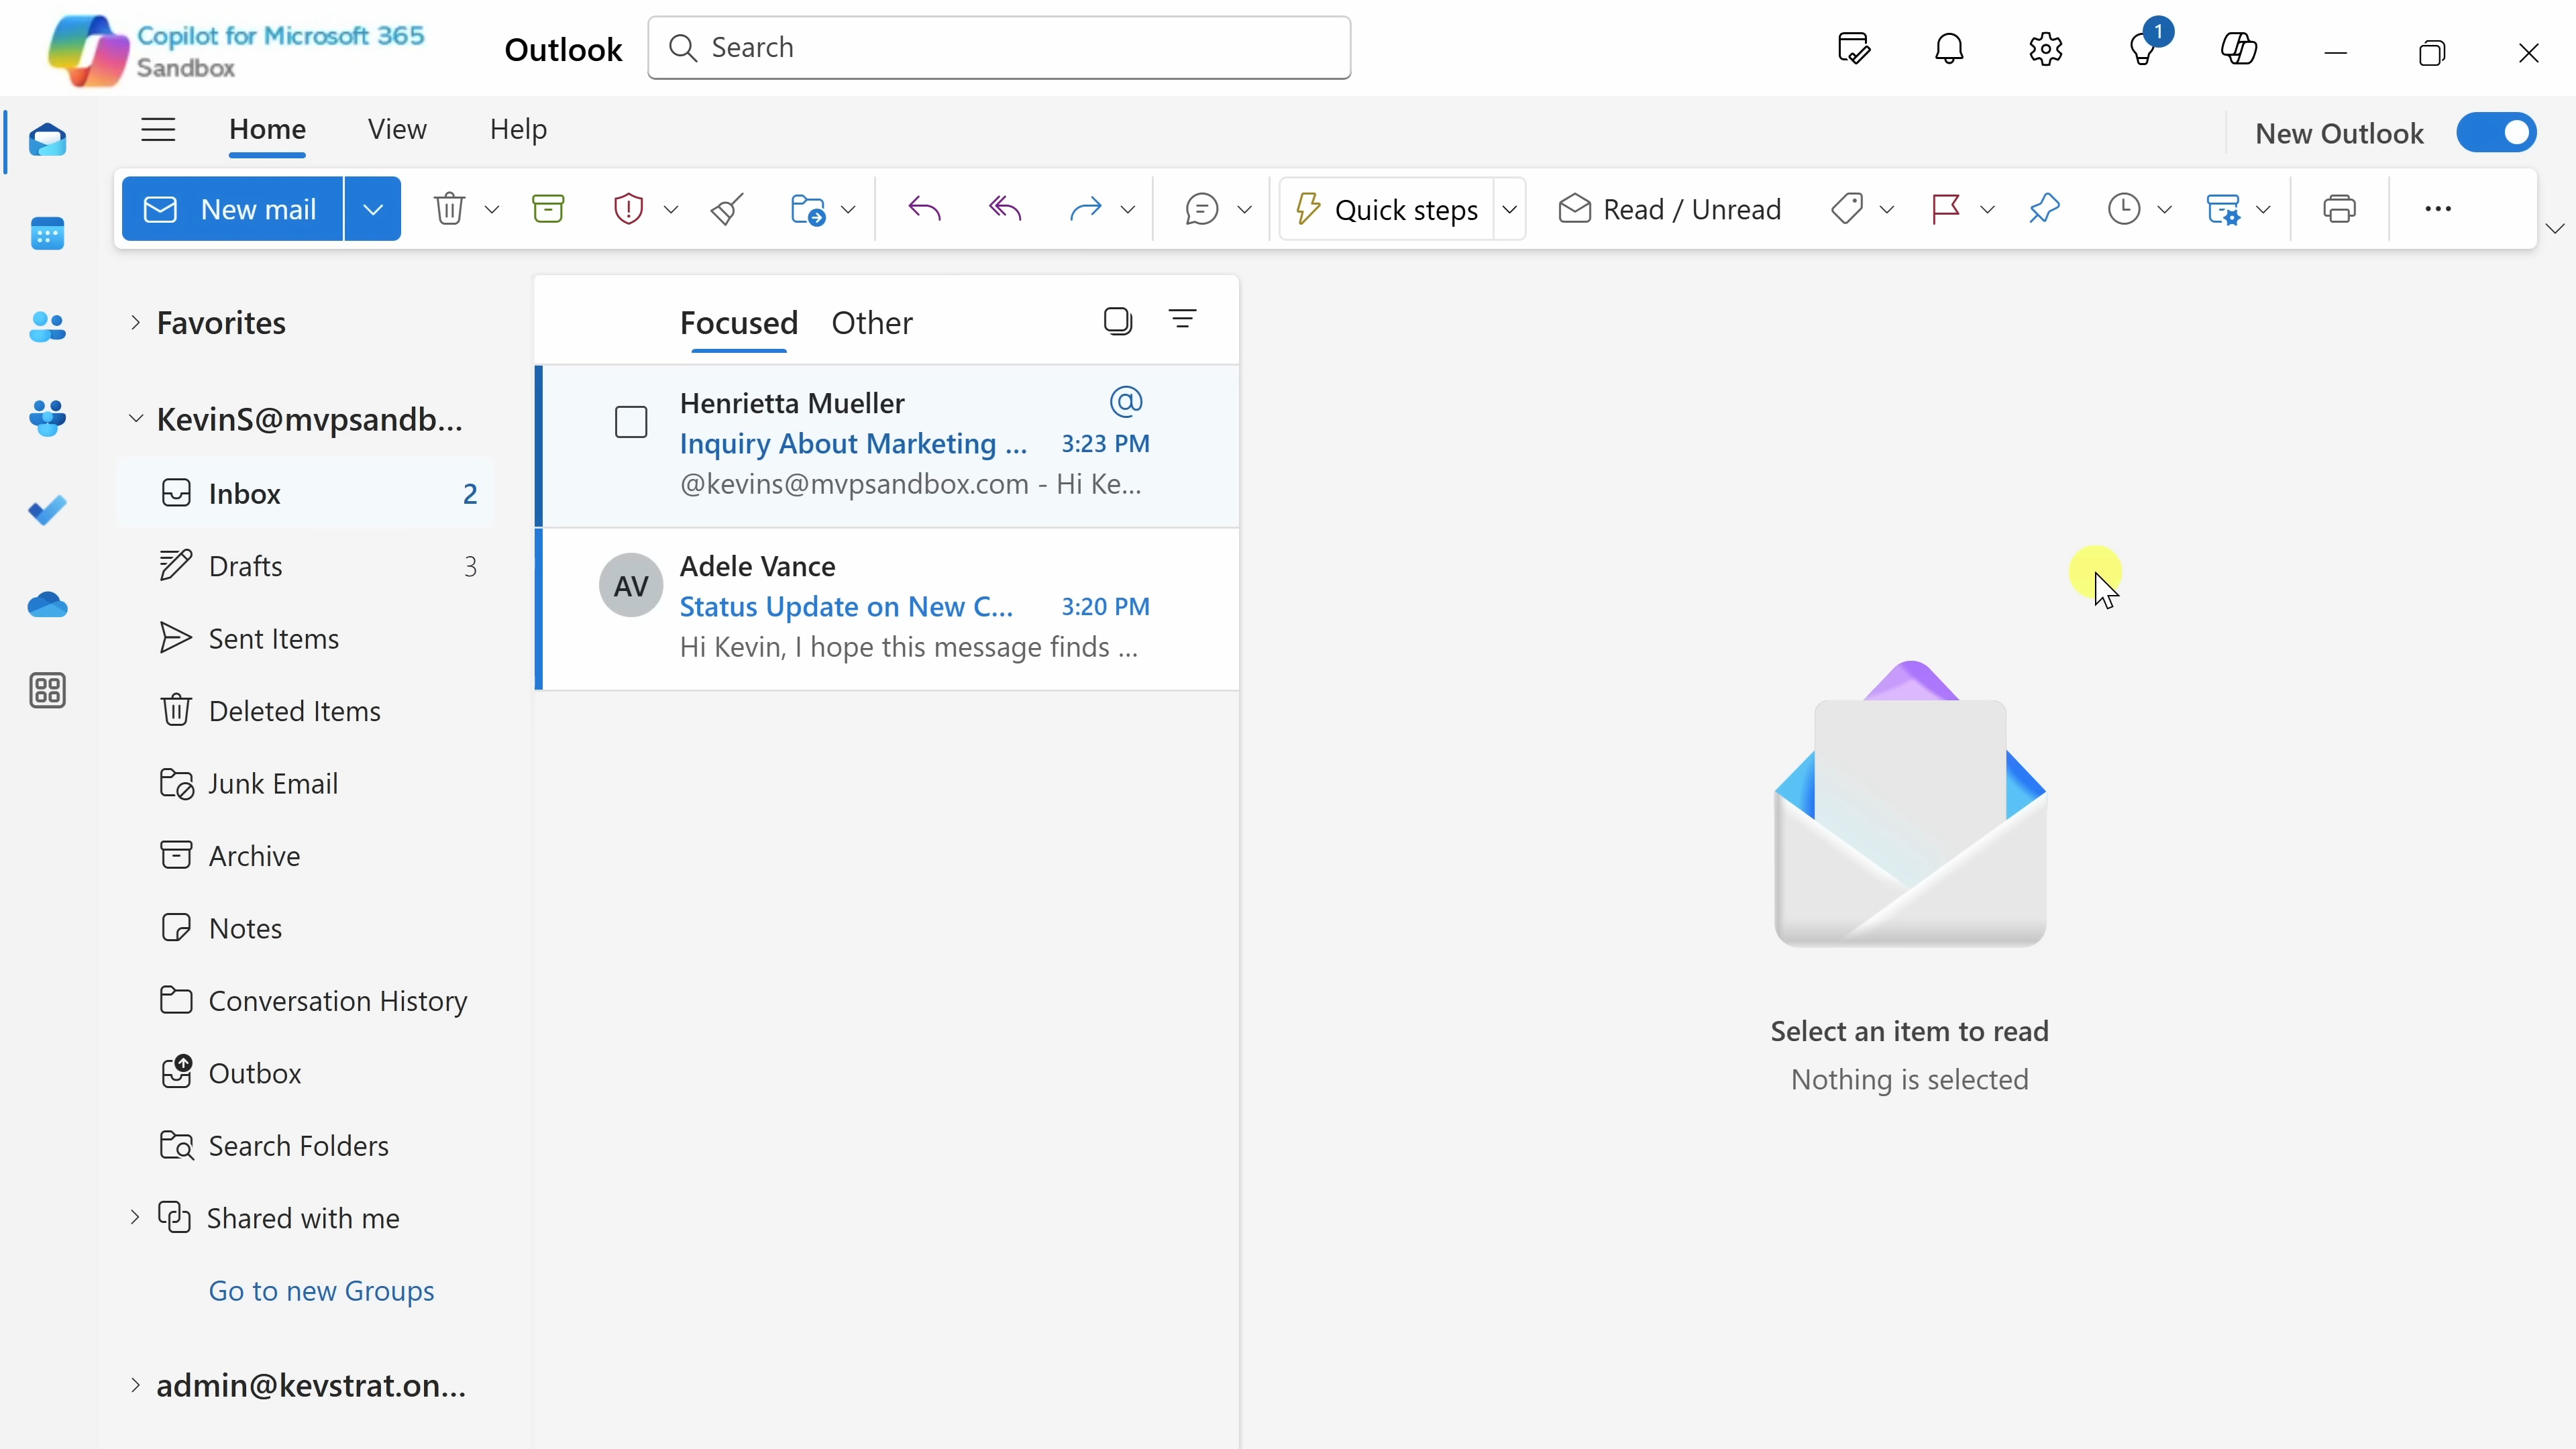 Copilot for Microsoft 365
Sandbox
Outlook
Search
1
Home
View
Help
New Outlook
New mail
Quick steps
Read / Unread
Favorites
KevinS@mvpsandb...
Inbox 2
Drafts 3
Sent Items
Deleted Items
Junk Email
Archive
Notes
Conversation History
Outbox
Search Folders
Shared with me
Go to new Groups
admin@kevstrat.on...
Focused
Other
Henrietta Mueller
Inquiry About Marketing ... 3:23 PM
@kevins@mvpsandbox.com - Hi Ke...
AV
Adele Vance
Status Update on New C... 3:20 PM
Hi Kevin, I hope this message finds ...
Select an item to read
Nothing is selected